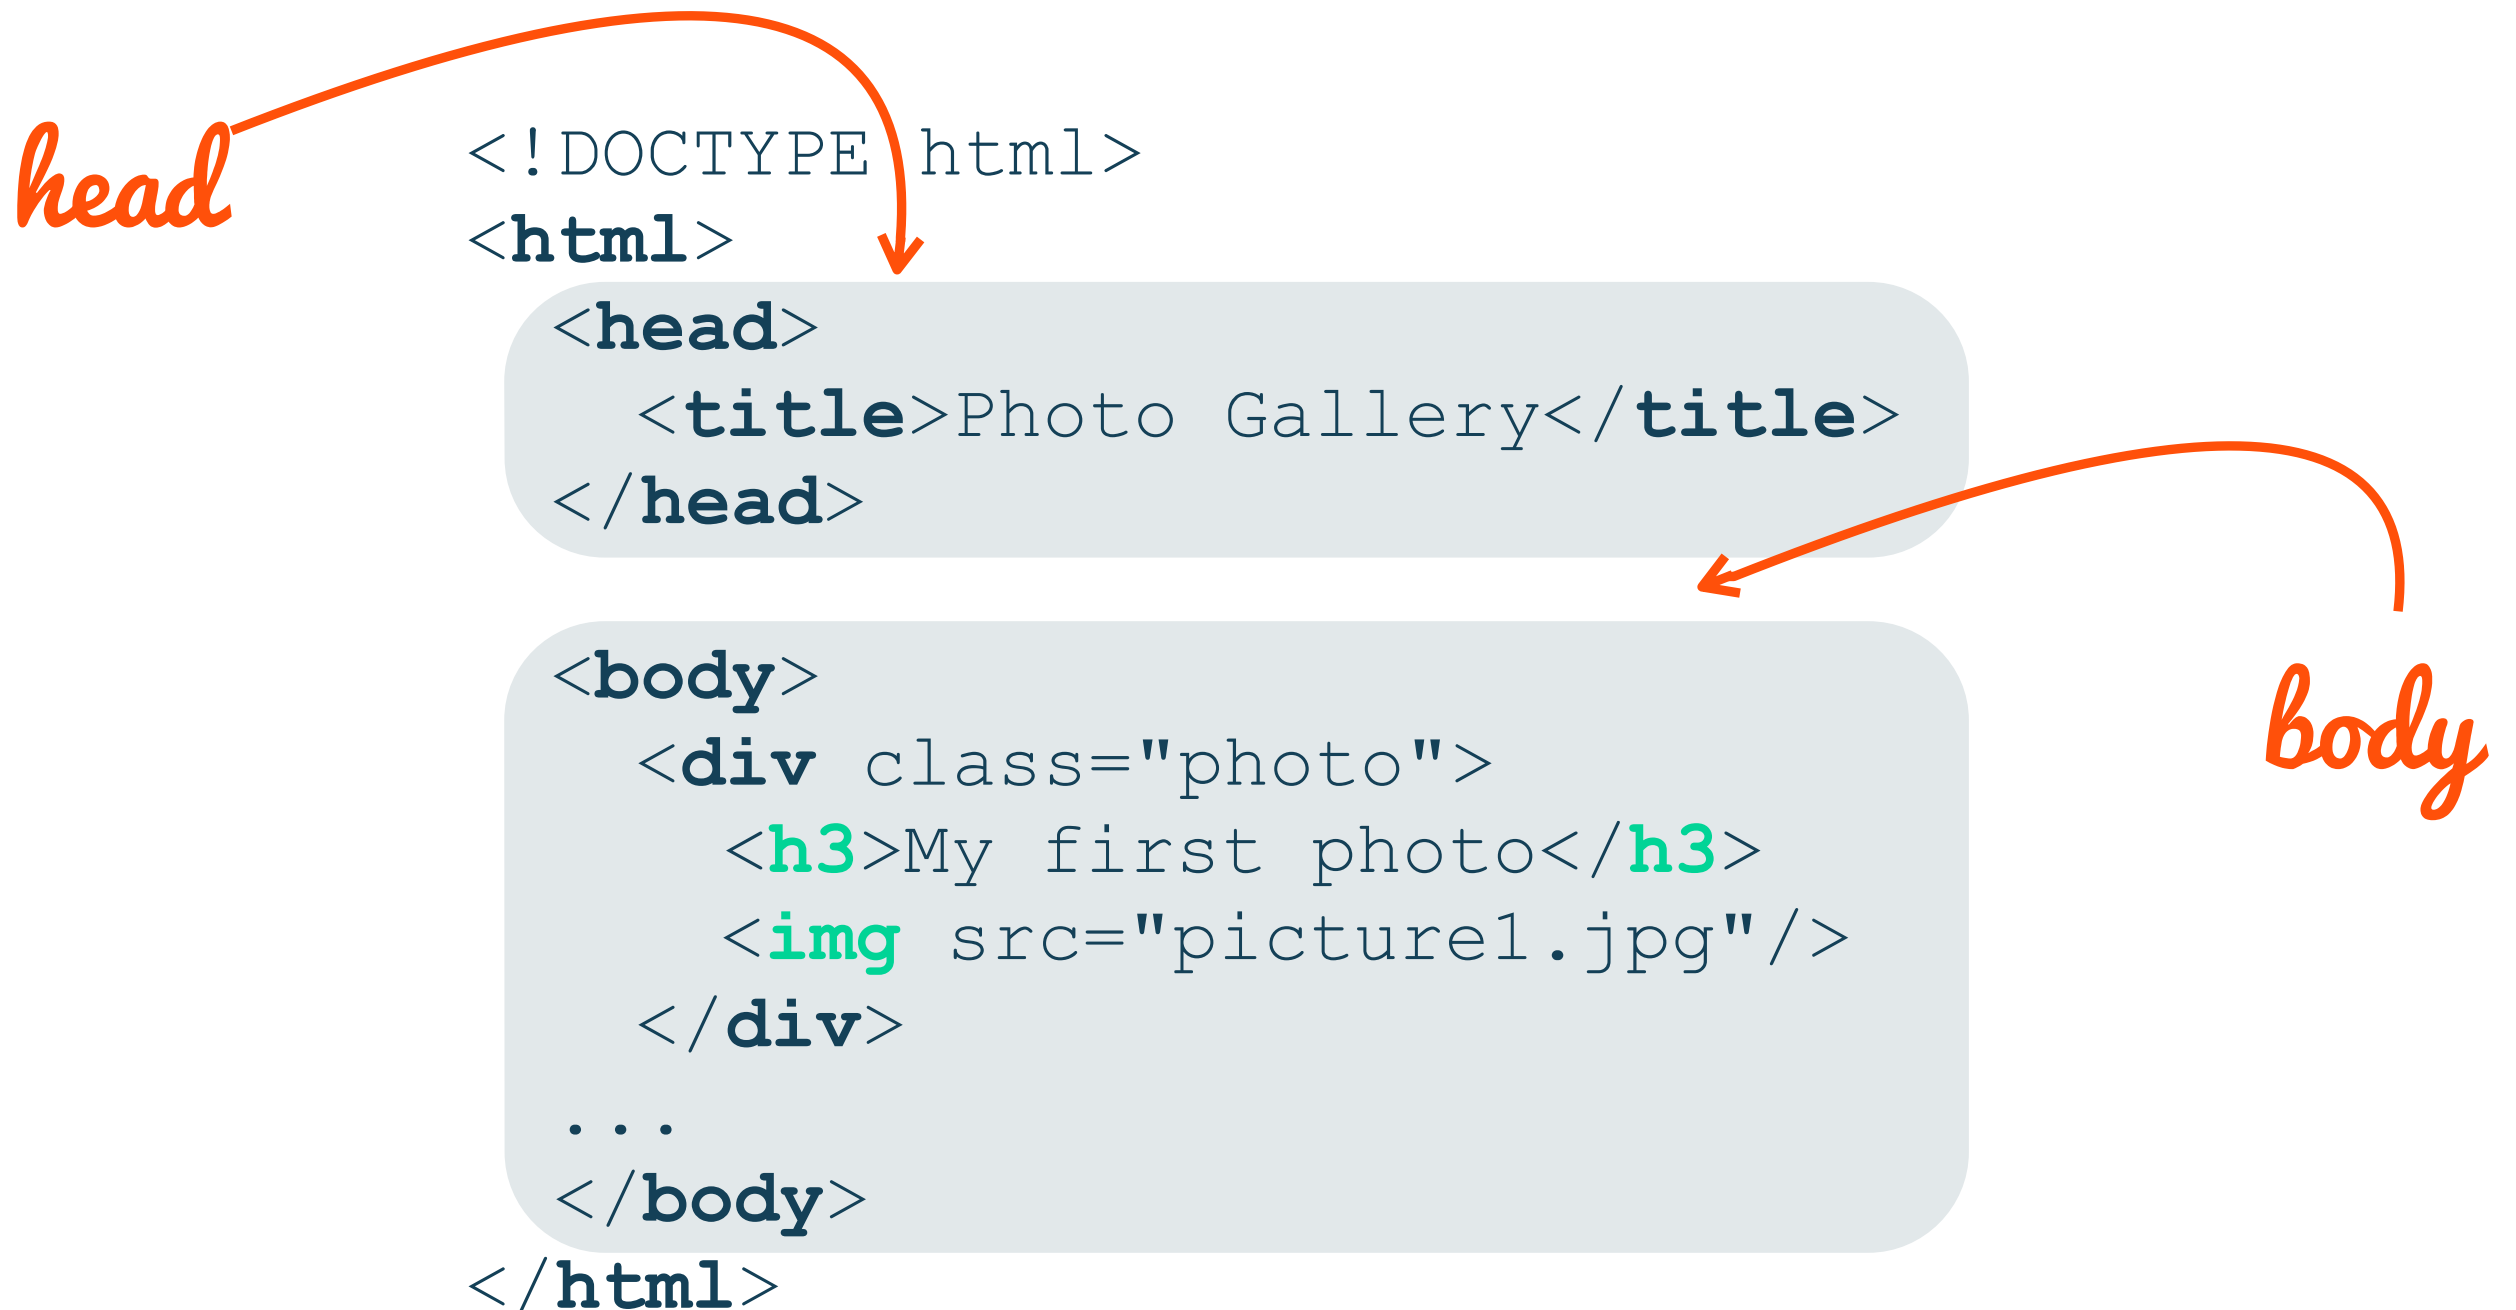 head
<!DOCTYPE html>
<html>
<head>
<title>Photo Gallery</title>
</head>
body
<body>
<div class="photo">
<h3>My first photo</h3>
<img src="picture1.jpg"/>
</div>
...
</body>
</html>